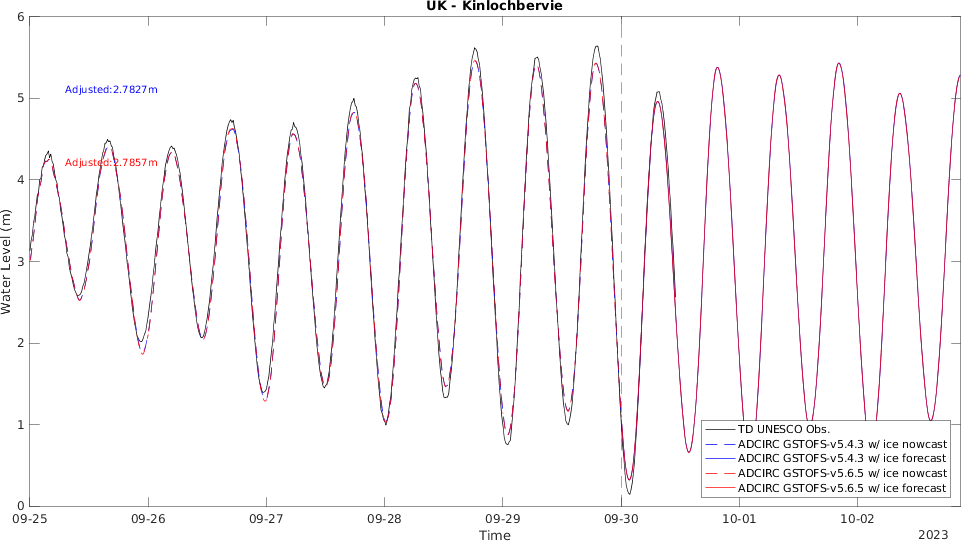 UK - Kinlochbervie
6
5
4
3
2
1
0
Water Level (m)
Adjusted:2.7827m
Adjusted:2.7857m
TD UNESCO Obs.
ADCIRC GSTOFS-v5.4.3 w/ ice nowcast
ADCIRC GSTOFS-v5.4.3 w/ ice forecast
ADCIRC GSTOFS-v5.6.5 w/ ice nowcast
ADCIRC GSTOFS-v5.6.5 w/ ice forecast
09-25 09-26 09-27 09-28 09-29 09-30 10-01 10-02
Time
2023